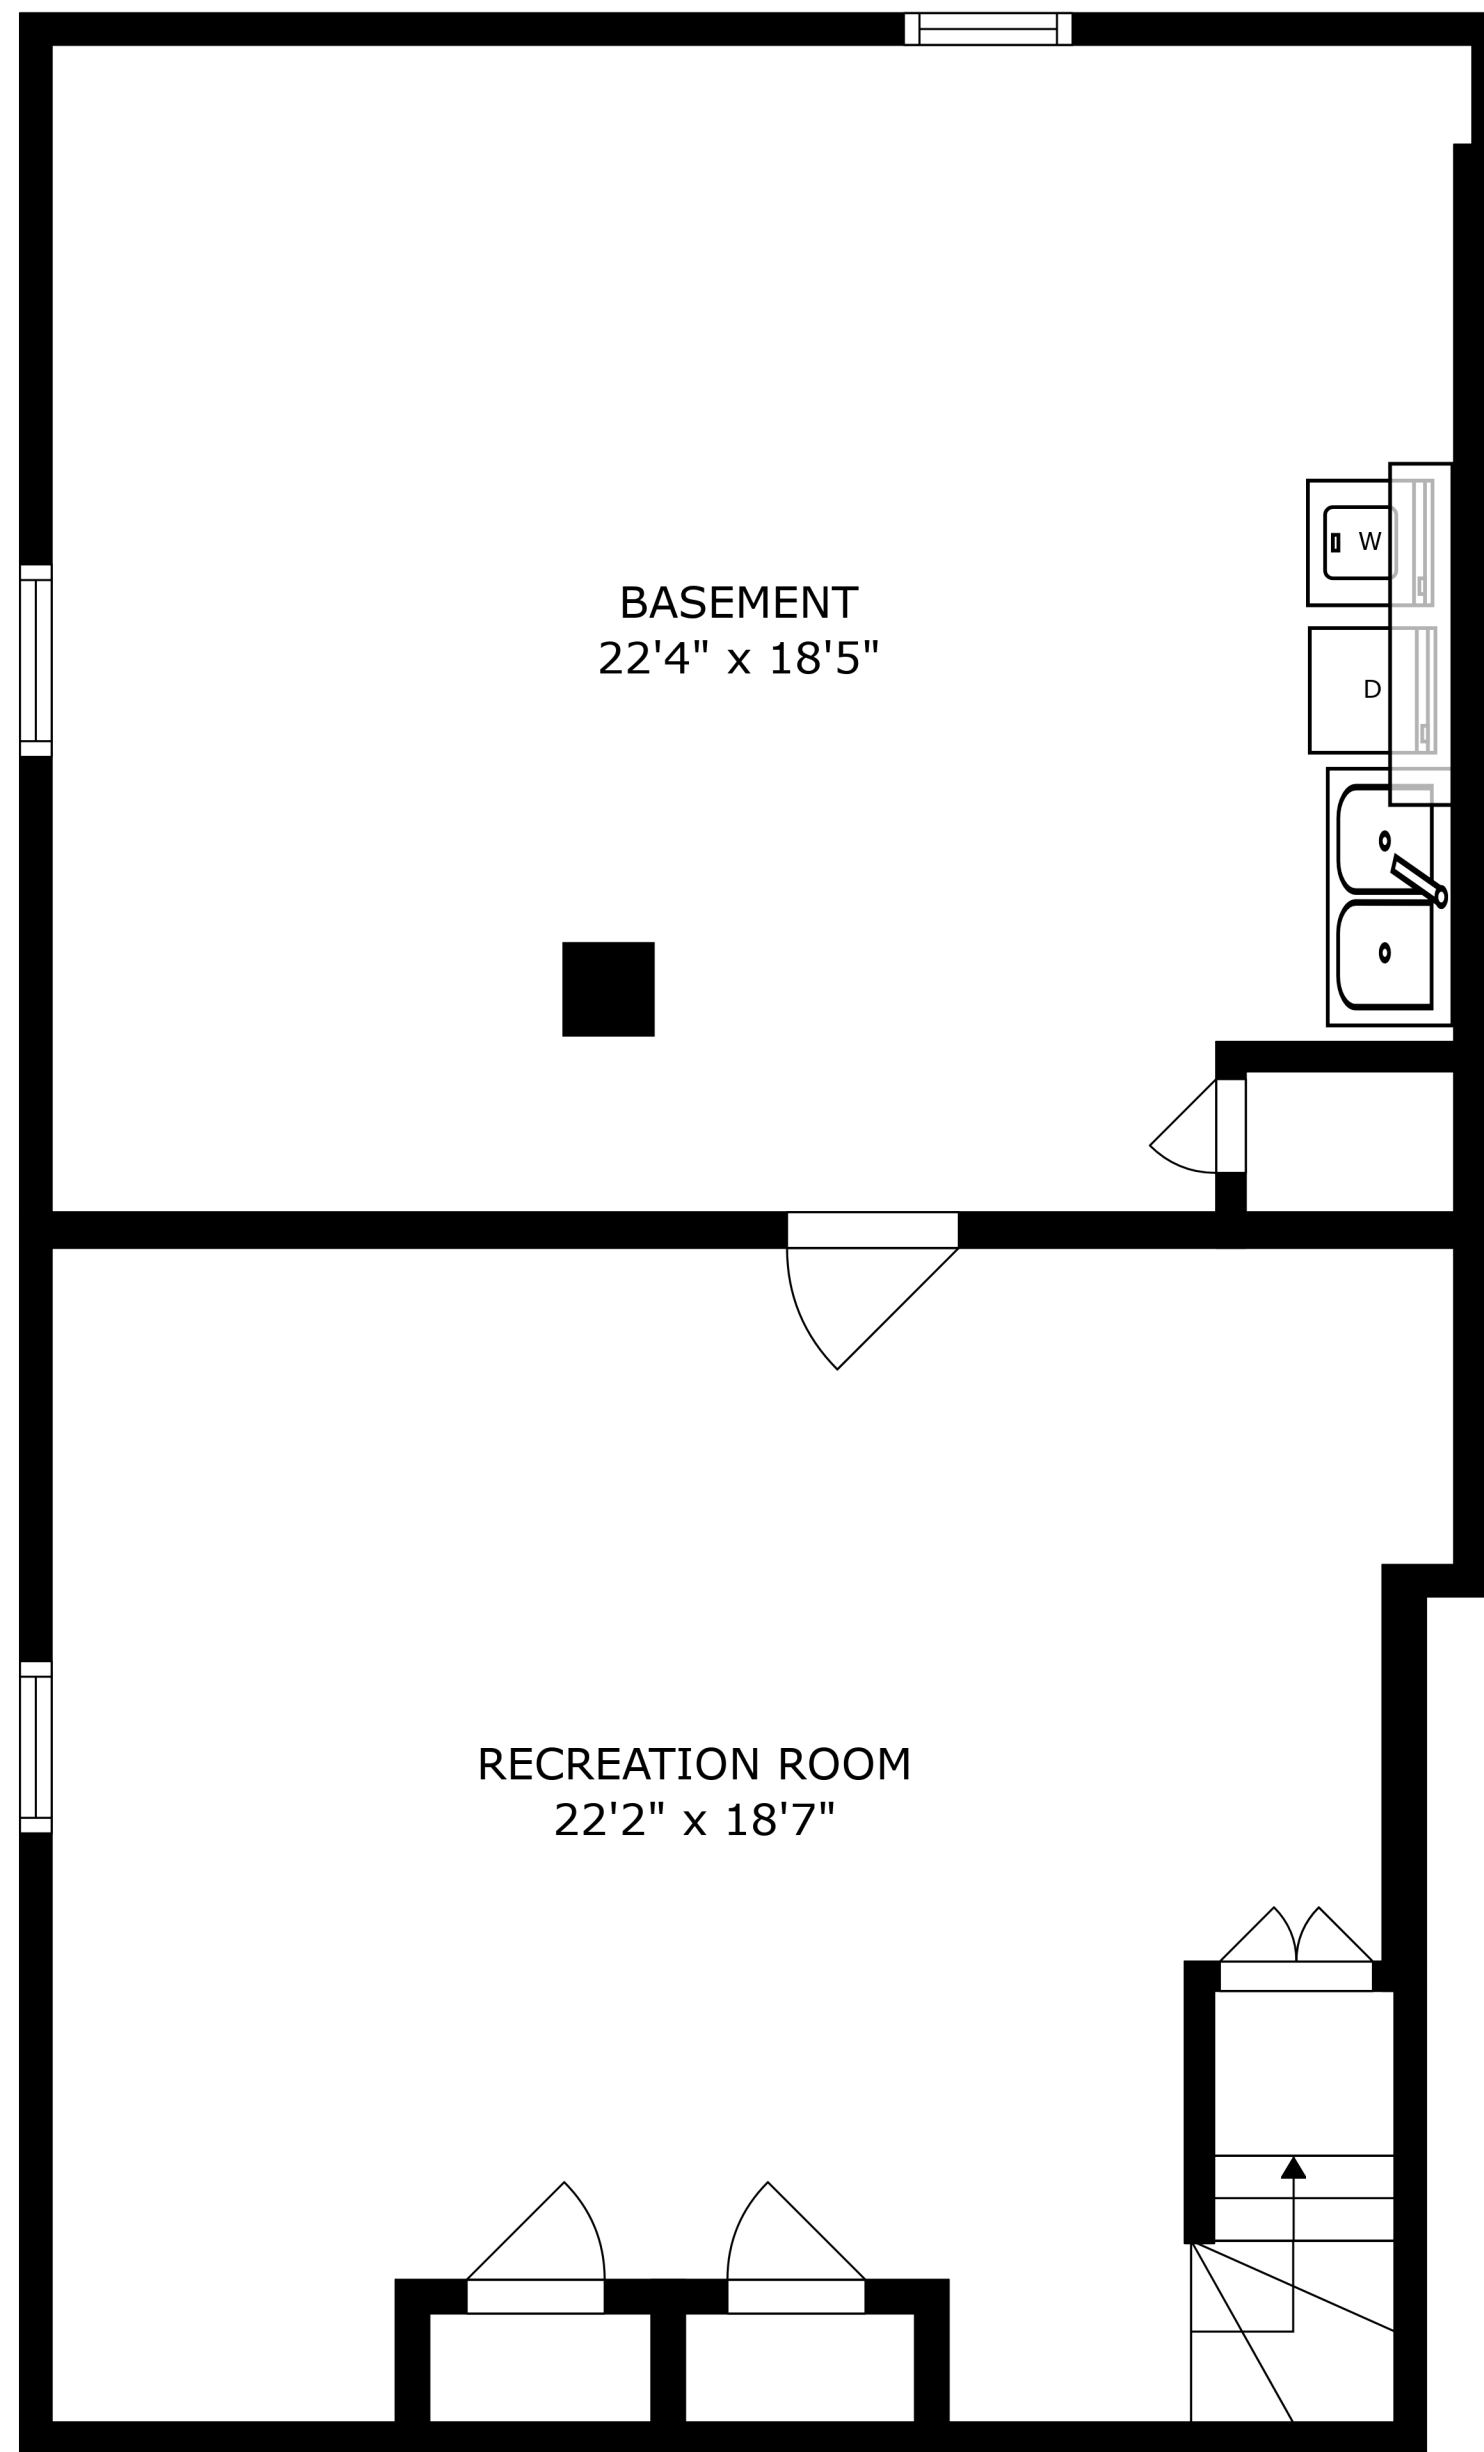 BASEMENT
22'4" x 18'5"
W
D
RECREATION ROOM
22'2" x 18'7"